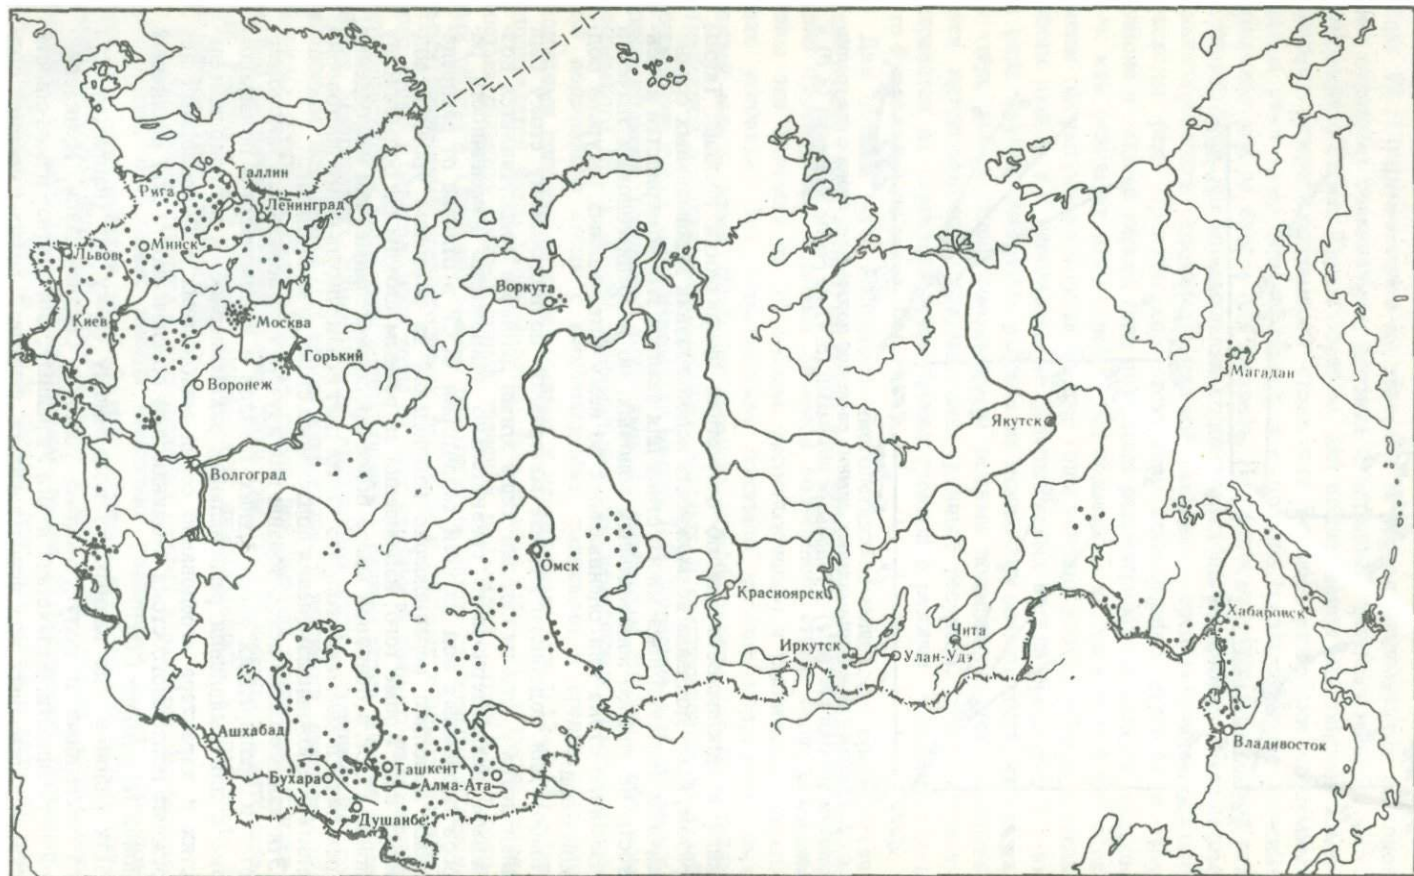 Таллин
Рига
Ленинград
Минск
Львов
Воркута
Киев
Москва
Горький
Магадан
Воронеж
Якутск
Волгоград
Омск
Красноярск
Хабаровск
Чита
Иркутск
Улан-Удэ
Ашхабад
Владивосток
Ташкент
Бухара
Алма-Ата
Душанбе